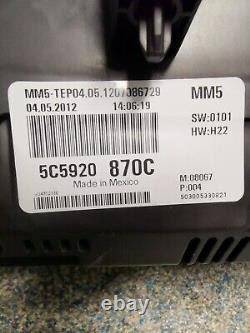 MM5-TEP04.05.1207086729 MM5
04.05.2012 14:06:19
SW:0101
HW:H22
5C5920 870C
Made in Mexico
M:08067
P:004
503005330821